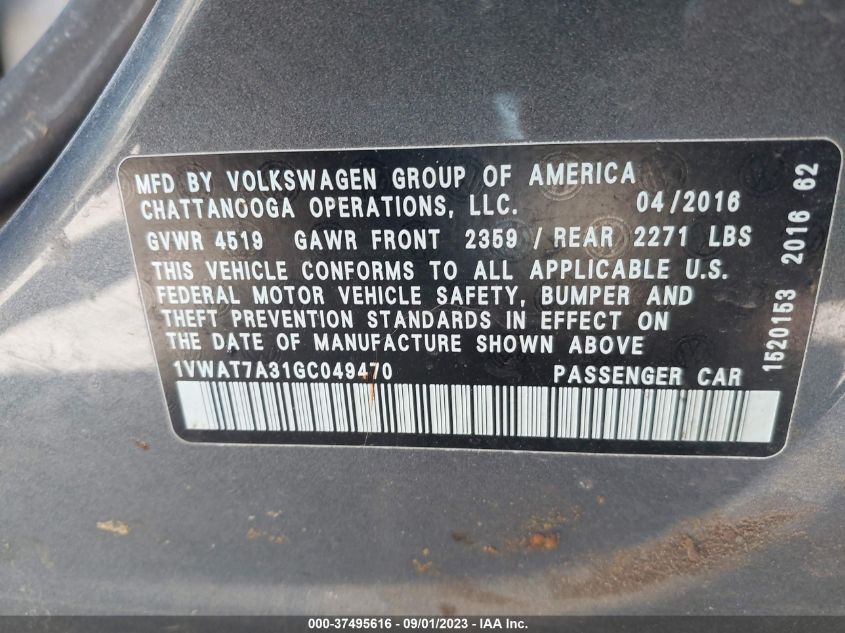 MFD BY VOLKSWAGEN GROUP OF AMERICA
CHATTANOOGA OPERATIONS, LLC. 04/2016
GVWR 4519 GAWR FRONT 2359 / REAR 2271 LBS
THIS VEHICLE CONFORMS TO ALL APPLICABLE U.S.
FEDERAL MOTOR VEHICLE SAFETY, BUMPER AND
THEFT PREVENTION STANDARDS IN EFFECT ON
THE DATE OF MANUFACTURE SHOWN ABOVE
1VWAT7A31GC049470 PASSENGER CAR
1520153 2016 62
000-37495616 - 09/01/2023 - IAA Inc.